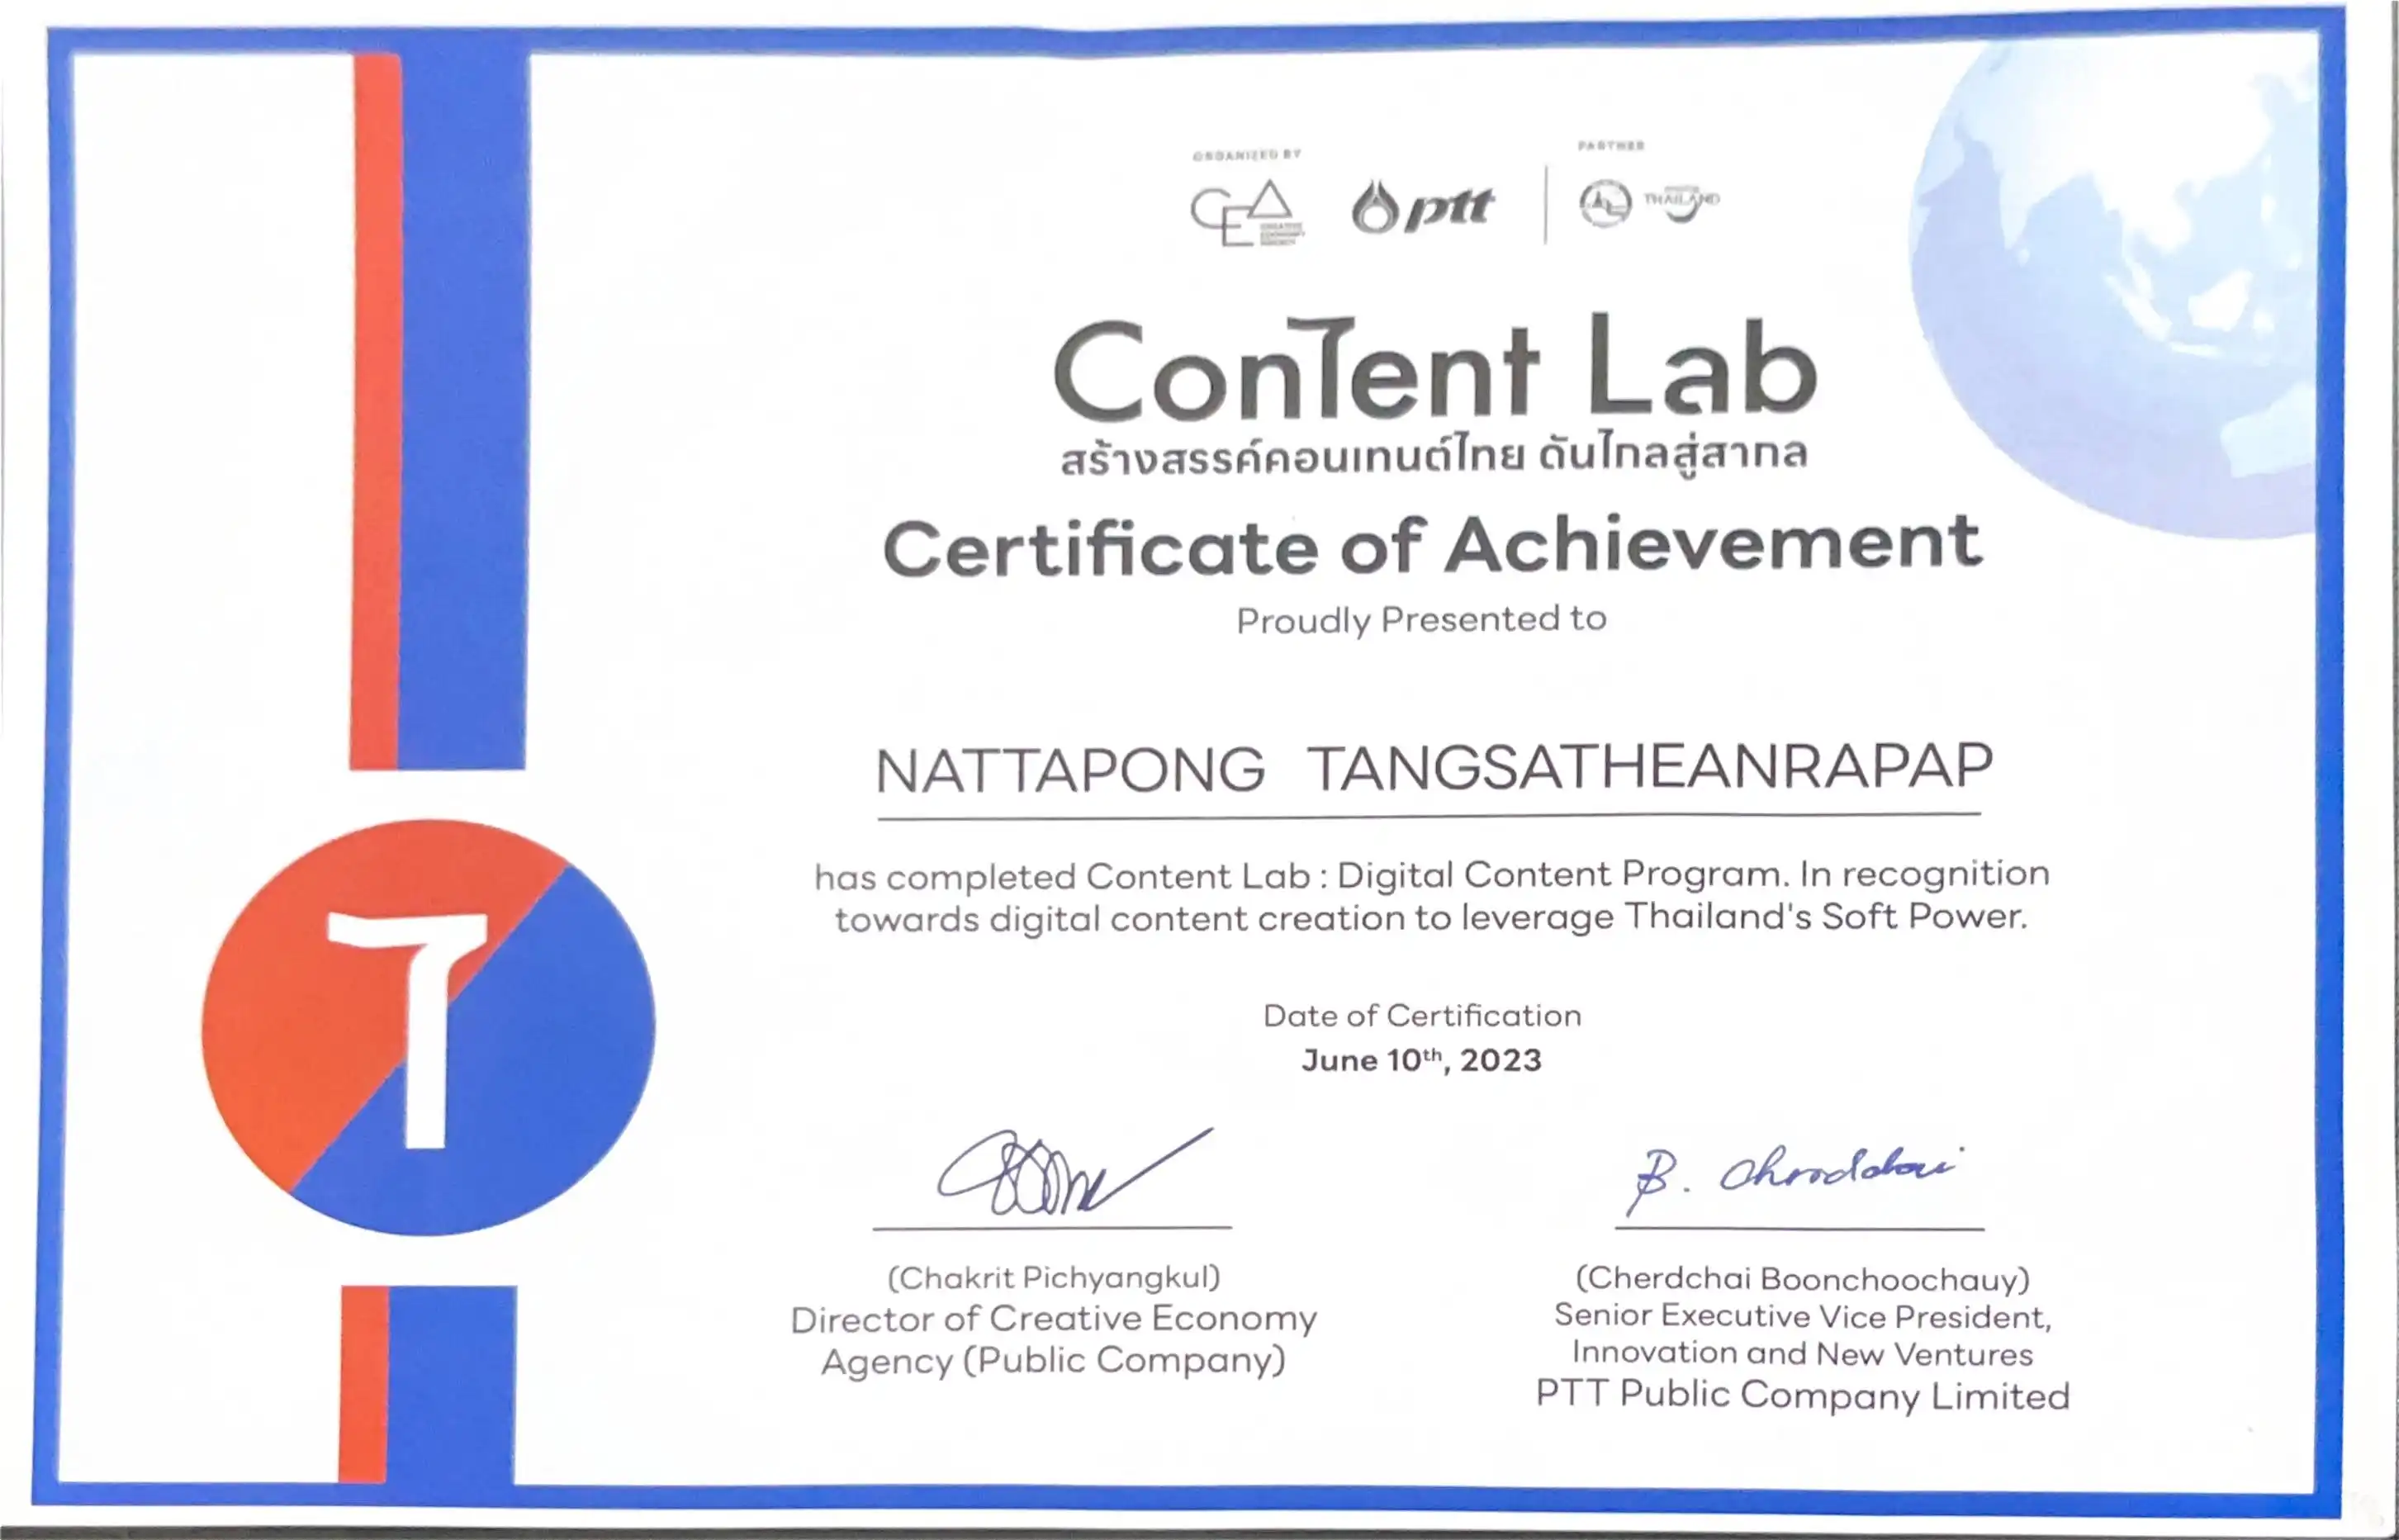 ORGANIZED BY
PARTNER
CEA
CREATIVE
ECONOMY
AGENCY
ptt
THAILAND
Content Lab
สร้างสรรค์คอนเทนต์ไทย ดันไกลสู่สากล
Certificate of Achievement
Proudly Presented to
NATTAPONG TANGSATHEANRAPAP
has completed Content Lab : Digital Content Program. In recognition
towards digital content creation to leverage Thailand's Soft Power.
Date of Certification
June 10th, 2023
(Chakrit Pichyangkul)
Director of Creative Economy
Agency (Public Company)
(Cherdchai Boonchoochauy)
Senior Executive Vice President,
Innovation and New Ventures
PTT Public Company Limited